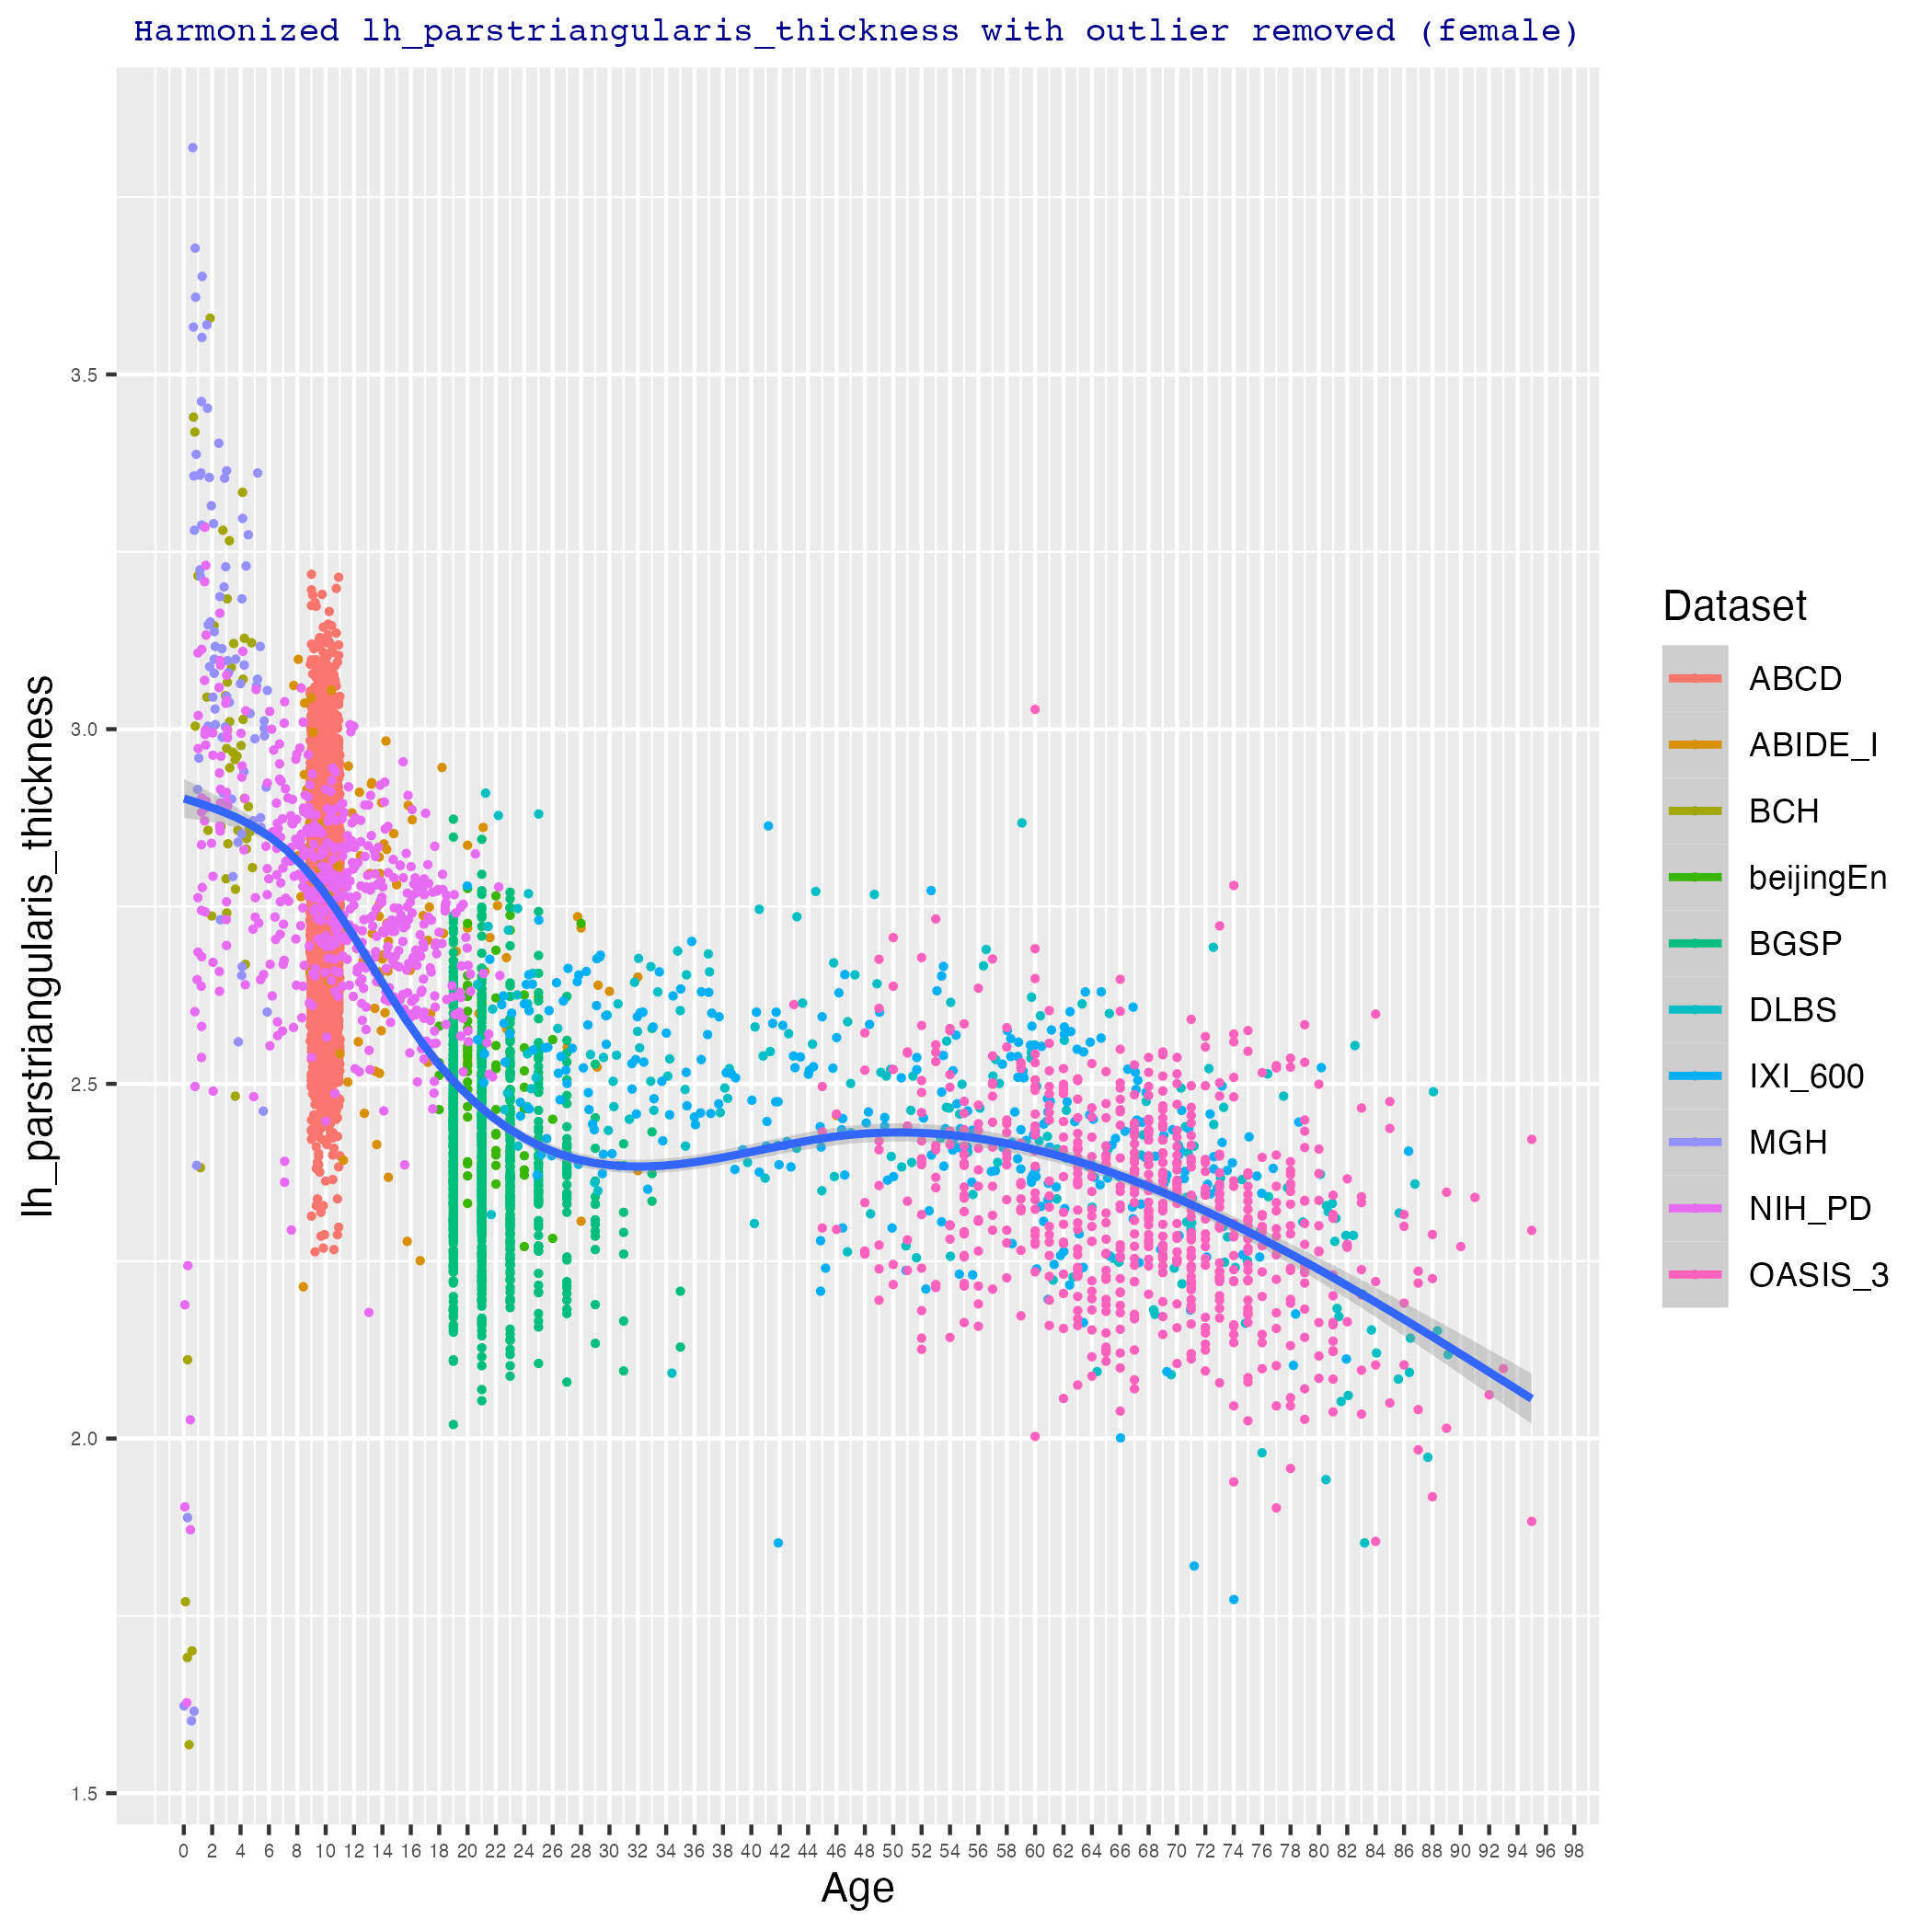 Harmonized lh_parstriangularis_thickness with outlier removed (female)
lh_parstriangularis_thickness
3.5
3.0
2.5
2.0
1.5
0 2 4 6 8 10 12 14 16 18 20 22 24 26 28 30 32 34 36 38 40 42 44 46 48 50 52 54 56 58 60 62 64 66 68 70 72 74 76 78 80 82 84 86 88 90 92 94 96 98
Age
Dataset
ABCD
ABIDE_I
BCH
beijingEn
BGSP
DLBS
IXI_600
MGH
NIH_PD
OASIS_3